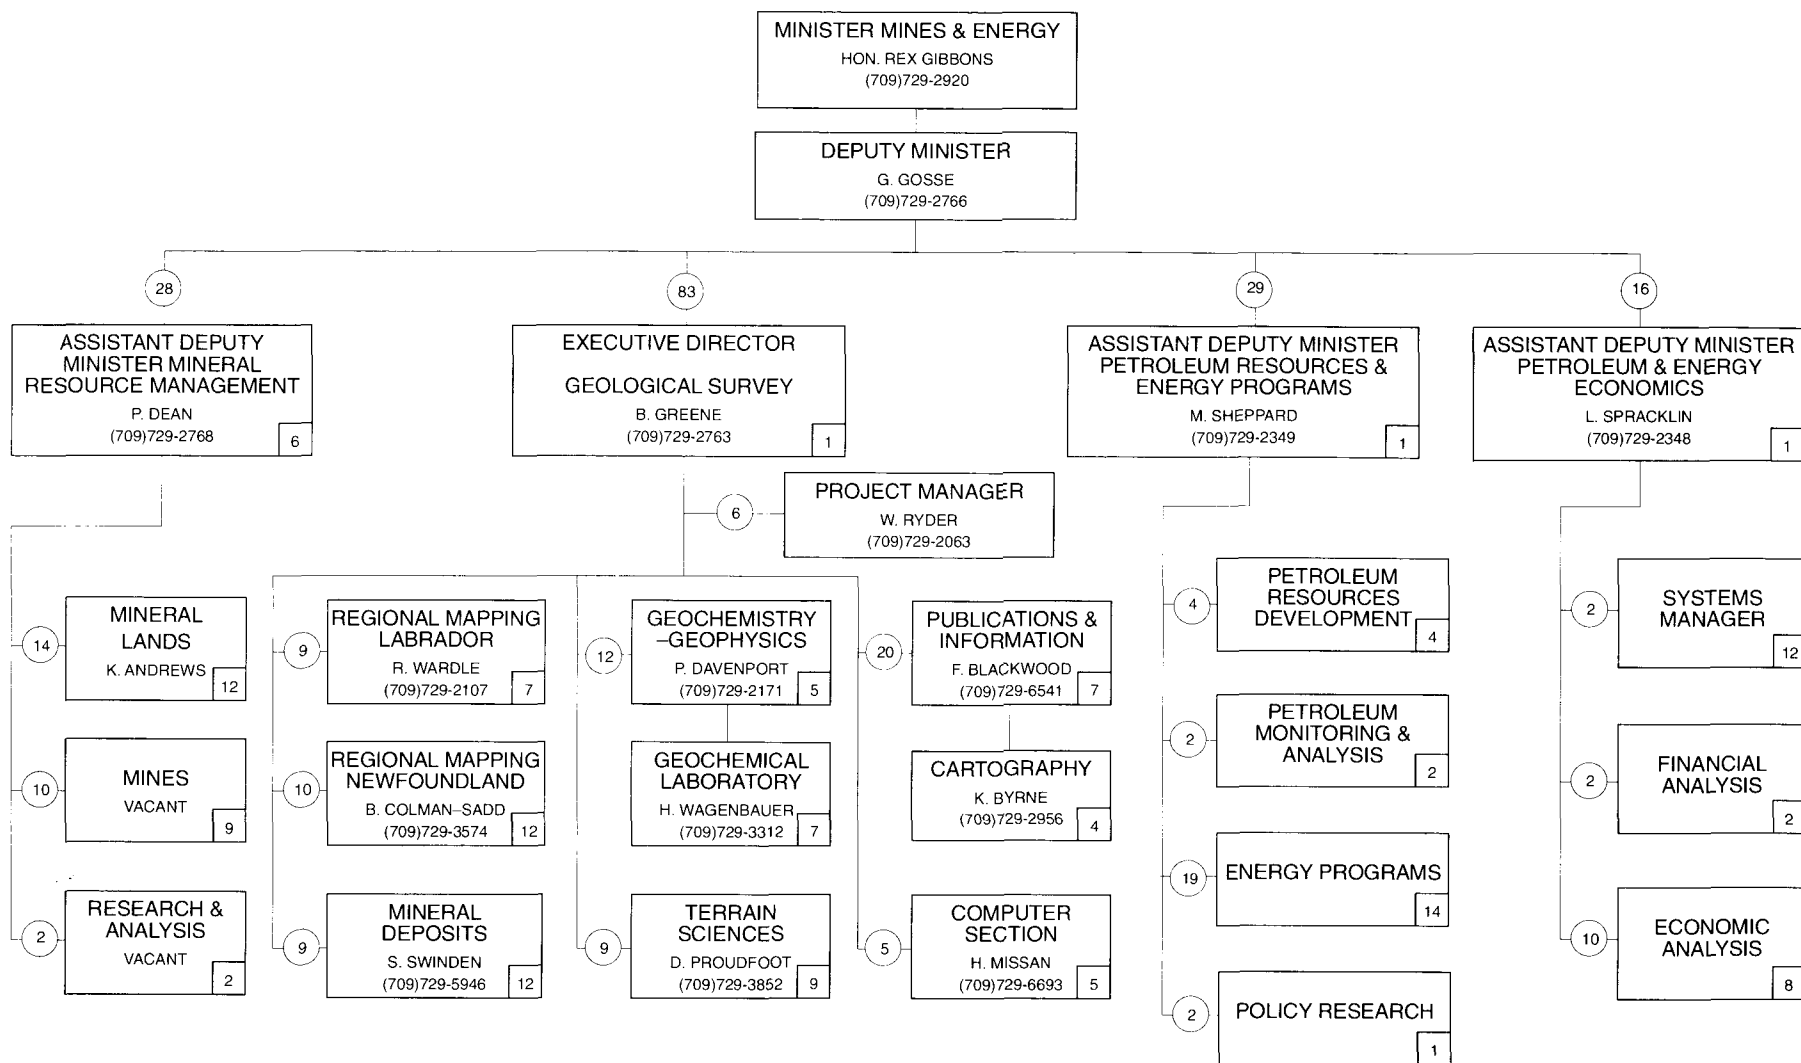 MINISTER MINES & ENERGY
HON. REX GIBBONS
(709)729-2920
DEPUTY MINISTER
G. GOSSE
(709)729-2766
28
83
29
16
ASSISTANT DEPUTY
MINISTER MINERAL
RESOURCE MANAGEMENT
P. DEAN
(709)729-2768
6
EXECUTIVE DIRECTOR
GEOLOGICAL SURVEY
B. GREENE
(709)729-2763
1
ASSISTANT DEPUTY MINISTER
PETROLEUM RESOURCES &
ENERGY PROGRAMS
M. SHEPPARD
(709)729-2349
1
ASSISTANT DEPUTY MINISTER
PETROLEUM & ENERGY
ECONOMICS
L. SPRACKLIN
(709)729-2348
1
6
PROJECT MANAGER
W. RYDER
(709)729-2063
14
MINERAL
LANDS
K. ANDREWS
12
10
MINES
VACANT
9
2
RESEARCH &
ANALYSIS
VACANT
2
9
REGIONAL MAPPING
LABRADOR
R. WARDLE
(709)729-2107
7
10
REGIONAL MAPPING
NEWFOUNDLAND
B. COLMAN–SADD
(709)729-3574
12
9
MINERAL
DEPOSITS
S. SWINDEN
(709)729-5946
12
12
GEOCHEMISTRY
–GEOPHYSICS
P. DAVENPORT
(709)729-2171
5
GEOCHEMICAL
LABORATORY
H. WAGENBAUER
(709)729-3312
7
9
TERRAIN
SCIENCES
D. PROUDFOOT
(709)729-3852
9
20
PUBLICATIONS &
INFORMATION
F. BLACKWOOD
(709)729-6541
7
CARTOGRAPHY
K. BYRNE
(709)729-2956
4
5
COMPUTER
SECTION
H. MISSAN
(709)729-6693
5
4
PETROLEUM
RESOURCES
DEVELOPMENT
4
2
PETROLEUM
MONITORING &
ANALYSIS
2
19
ENERGY PROGRAMS
14
2
POLICY RESEARCH
1
2
SYSTEMS
MANAGER
12
2
FINANCIAL
ANALYSIS
2
10
ECONOMIC
ANALYSIS
8